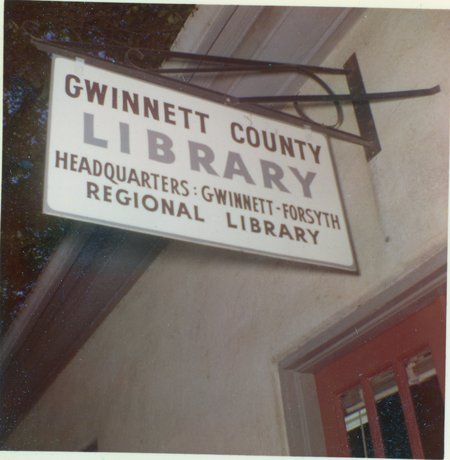 GWINNETT COUNTY
LIBRARY
HEADQUARTERS: GWINNETT-FORSYTH
REGIONAL LIBRARY